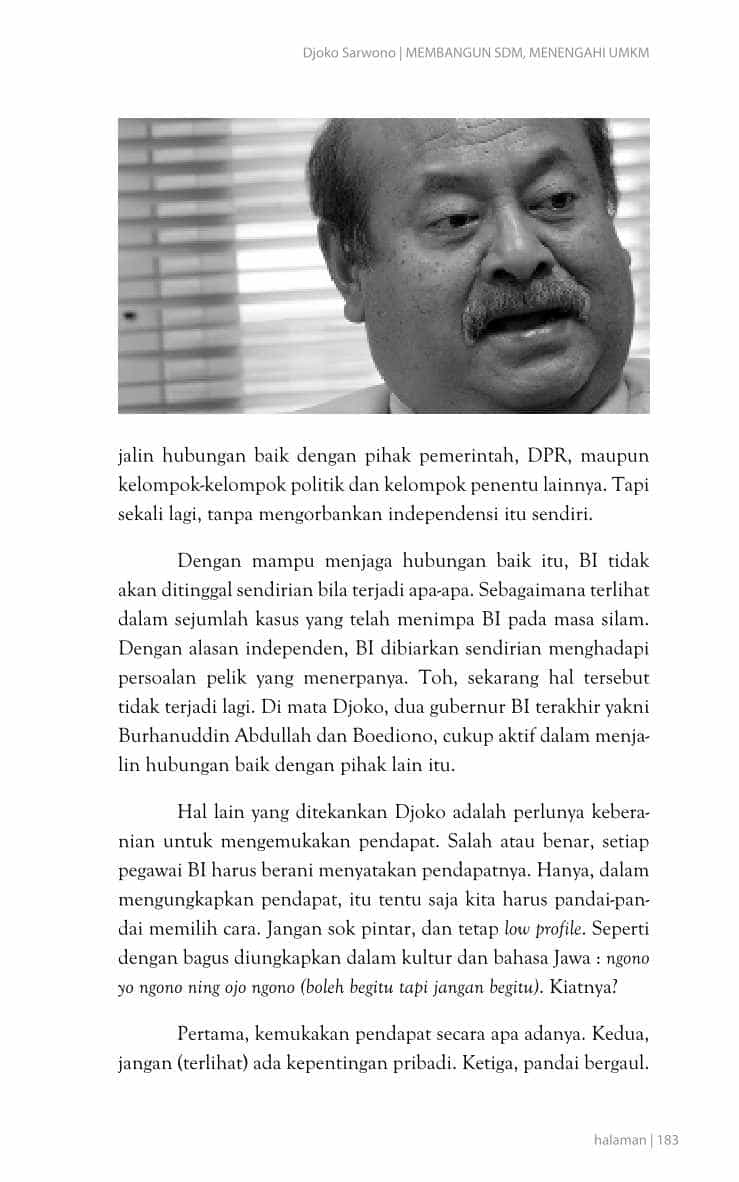 Djoko Sarwono | MEMBANGUN SDM, MENENGAHI UMKM
jalin hubungan baik dengan pihak pemerintah, DPR, maupun
kelompok-kelompok politik dan kelompok penentu lainnya. Tapi
sekali lagi, tanpa mengorbankan independensi itu sendiri.
Dengan mampu menjaga hubungan baik itu, BI tidak
akan ditinggal sendirian bila terjadi apa-apa. Sebagaimana terlihat
dalam sejumlah kasus yang telah menimpa BI pada masa silam.
Dengan alasan independen, BI dibiarkan sendirian menghadapi
persoalan pelik yang menerpanya. Toh, sekarang hal tersebut
tidak terjadi lagi. Di mata Djoko, dua gubernur BI terakhir yakni
Burhanuddin Abdullah dan Boediono, cukup aktif dalam menja-
lin hubungan baik dengan pihak lain itu.
Hal lain yang ditekankan Djoko adalah perlunya kebera-
nian untuk mengemukakan pendapat. Salah atau benar, setiap
pegawai BI harus berani menyatakan pendapatnya. Hanya, dalam
mengungkapkan pendapat, itu tentu saja kita harus pandai-pan-
dai memilih cara. Jangan sok pintar, dan tetap low profile. Seperti
dengan bagus diungkapkan dalam kultur dan bahasa Jawa : ngono
yo ngono ning ojo ngono (boleh begitu tapi jangan begitu). Kiatnya?
Pertama, kemukakan pendapat secara apa adanya. Kedua,
jangan (terlihat) ada kepentingan pribadi. Ketiga, pandai bergaul.
halaman | 183